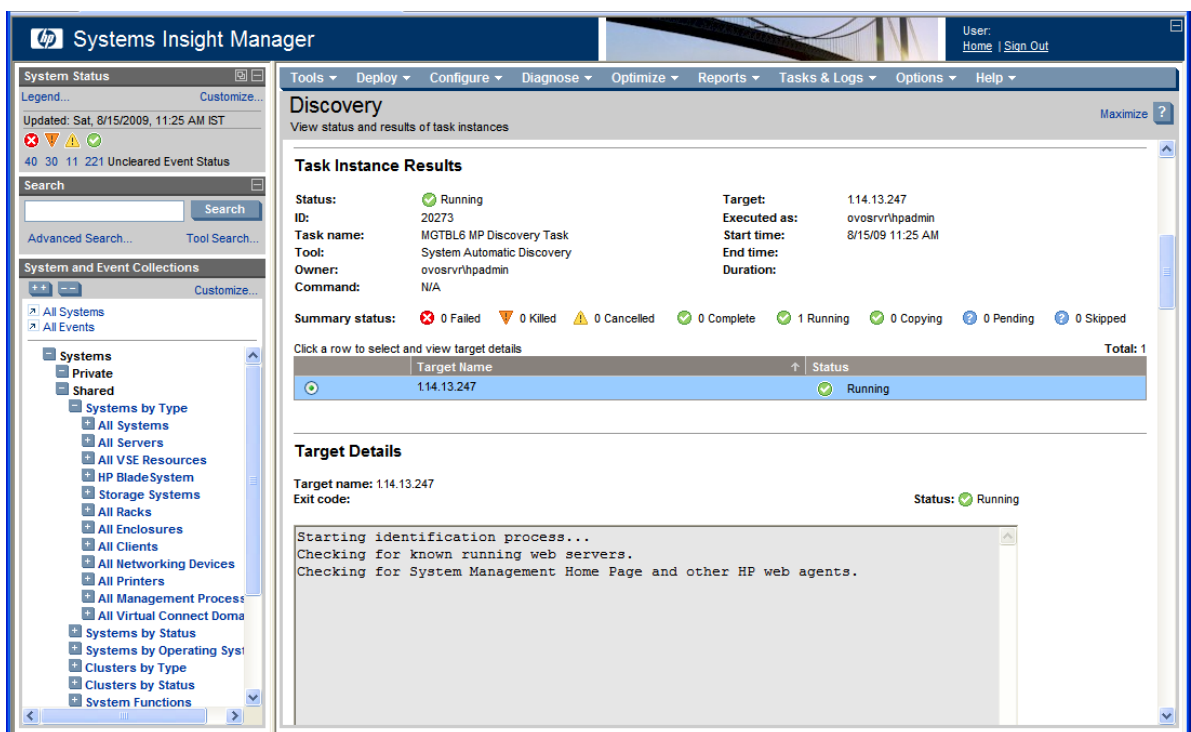 hp Systems Insight Manager
User:
Home | Sign Out
System Status
Legend... Customize...
Updated: Sat, 8/15/2009, 11:25 AM IST
40 30 11 221 Uncleared Event Status
Search
Search
Advanced Search... Tool Search...
System and Event Collections
Customize...
All Systems
All Events
Systems
Private
Shared
Systems by Type
All Systems
All Servers
All VSE Resources
HP BladeSystem
Storage Systems
All Racks
All Enclosures
All Clients
All Networking Devices
All Printers
All Management Process
All Virtual Connect Doma
Systems by Status
Systems by Operating Syst
Clusters by Type
Clusters by Status
System Functions
Tools Deploy Configure Diagnose Optimize Reports Tasks & Logs Options Help
Discovery
View status and results of task instances
Maximize ?
Task Instance Results
Status: Running Target: 1.14.13.247
ID: 20273 Executed as: ovosrvr\hpadmin
Task name: MGTBL6 MP Discovery Task Start time: 8/15/09 11:25 AM
Tool: System Automatic Discovery End time:
Owner: ovosrvr\hpadmin Duration:
Command: N/A
Summary status: 0 Failed 0 Killed 0 Cancelled 0 Complete 1 Running 0 Copying 0 Pending 0 Skipped
Click a row to select and view target details Total: 1
Target Name Status
1.14.13.247 Running
Target Details
Target name: 1.14.13.247
Exit code: Status: Running
Starting identification process...
Checking for known running web servers.
Checking for System Management Home Page and other HP web agents.